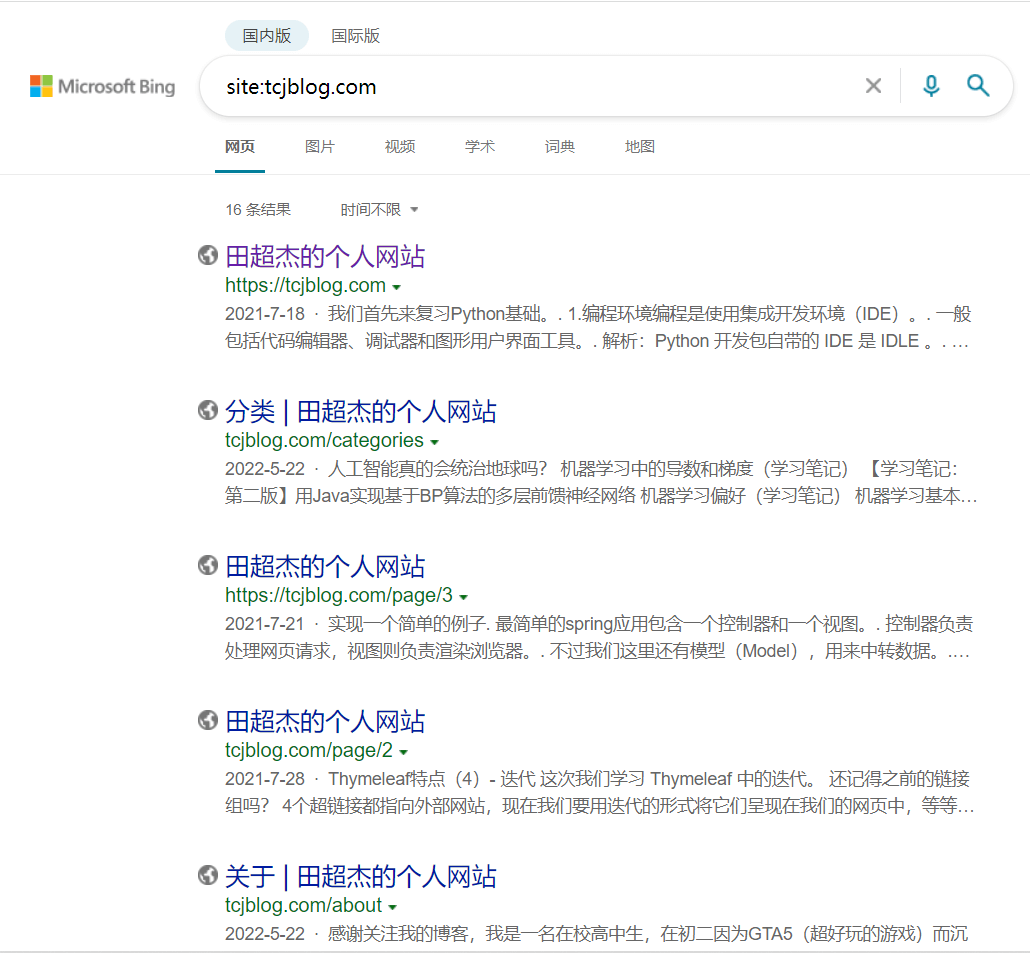 国内版 国际版
Microsoft Bing
site:tcjblog.com
网页 图片 视频 学术 词典 地图
16 条结果 时间不限
田超杰的个人网站
https://tcjblog.com
2021-7-18 · 我们首先来复习Python基础。. 1.编程环境编程是使用集成开发环境（IDE）。. 一般
包括代码编辑器、调试器和图形用户界面工具。. 解析：Python 开发包自带的 IDE 是 IDLE 。. …
分类 | 田超杰的个人网站
tcjblog.com/categories
2022-5-22 · 人工智能真的会统治地球吗？ 机器学习中的导数和梯度（学习笔记） 【学习笔记：
第二版】用Java实现基于BP算法的多层前馈神经网络 机器学习偏好（学习笔记） 机器学习基本…
田超杰的个人网站
https://tcjblog.com/page/3
2021-7-21 · 实现一个简单的例子. 最简单的spring应用包含一个控制器和一个视图。. 控制器负责
处理网页请求，视图则负责渲染浏览器。. 不过我们这里还有模型（Model），用来中转数据。.…
田超杰的个人网站
tcjblog.com/page/2
2021-7-28 · Thymeleaf特点（4）- 迭代 这次我们学习 Thymeleaf 中的迭代。 还记得之前的链接
组吗？ 4个超链接都指向外部网站，现在我们要用迭代的形式将它们呈现在我们的网页中，等等…
关于 | 田超杰的个人网站
tcjblog.com/about
2022-5-22 · 感谢关注我的博客，我是一名在校高中生，在初二因为GTA5（超好玩的游戏）而沉